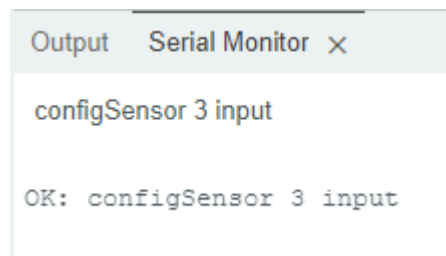 Output Serial Monitor ×
configSensor 3 input
OK: configSensor 3 input